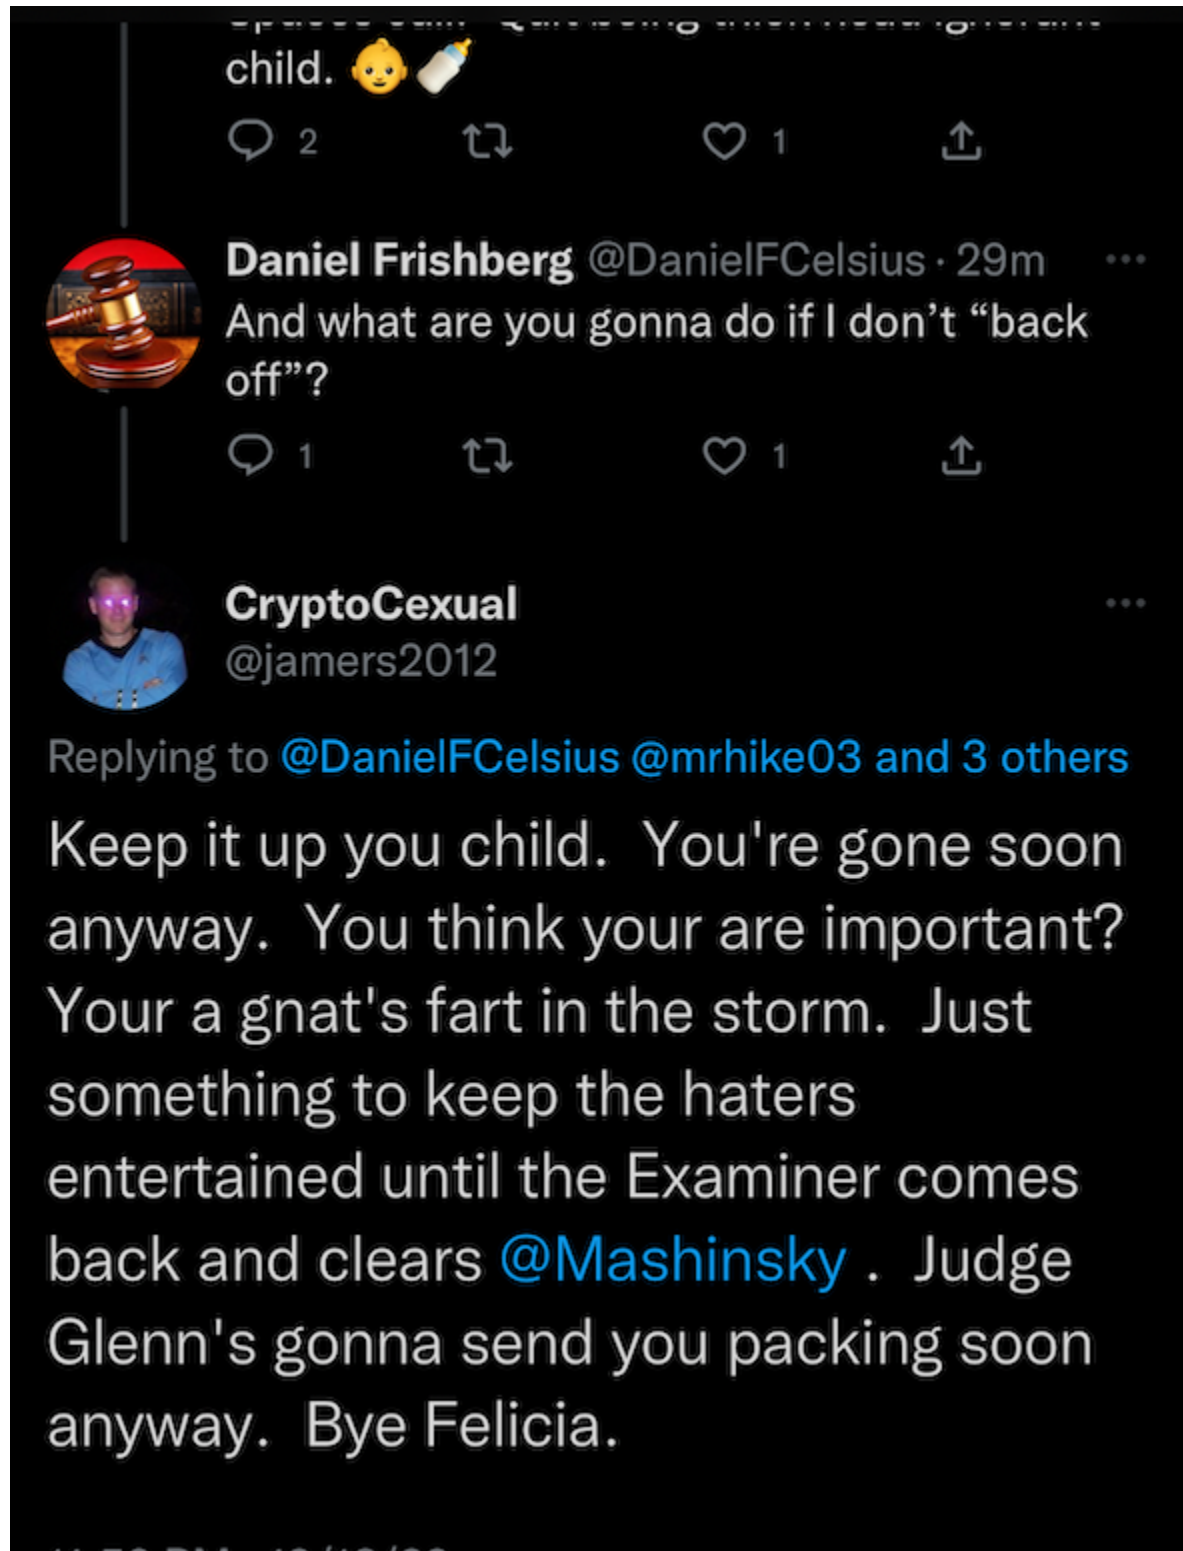 child. 👶🍼
2 1
Daniel Frishberg @DanielFCelsius · 29m
And what are you gonna do if I don’t “back
off”?
1 1
CryptoCexual
@jamers2012
Replying to @DanielFCelsius @mrhike03 and 3 others
Keep it up you child.  You're gone soon
anyway.  You think your are important?
Your a gnat's fart in the storm.  Just
something to keep the haters
entertained until the Examiner comes
back and clears @Mashinsky .  Judge
Glenn's gonna send you packing soon
anyway.  Bye Felicia.